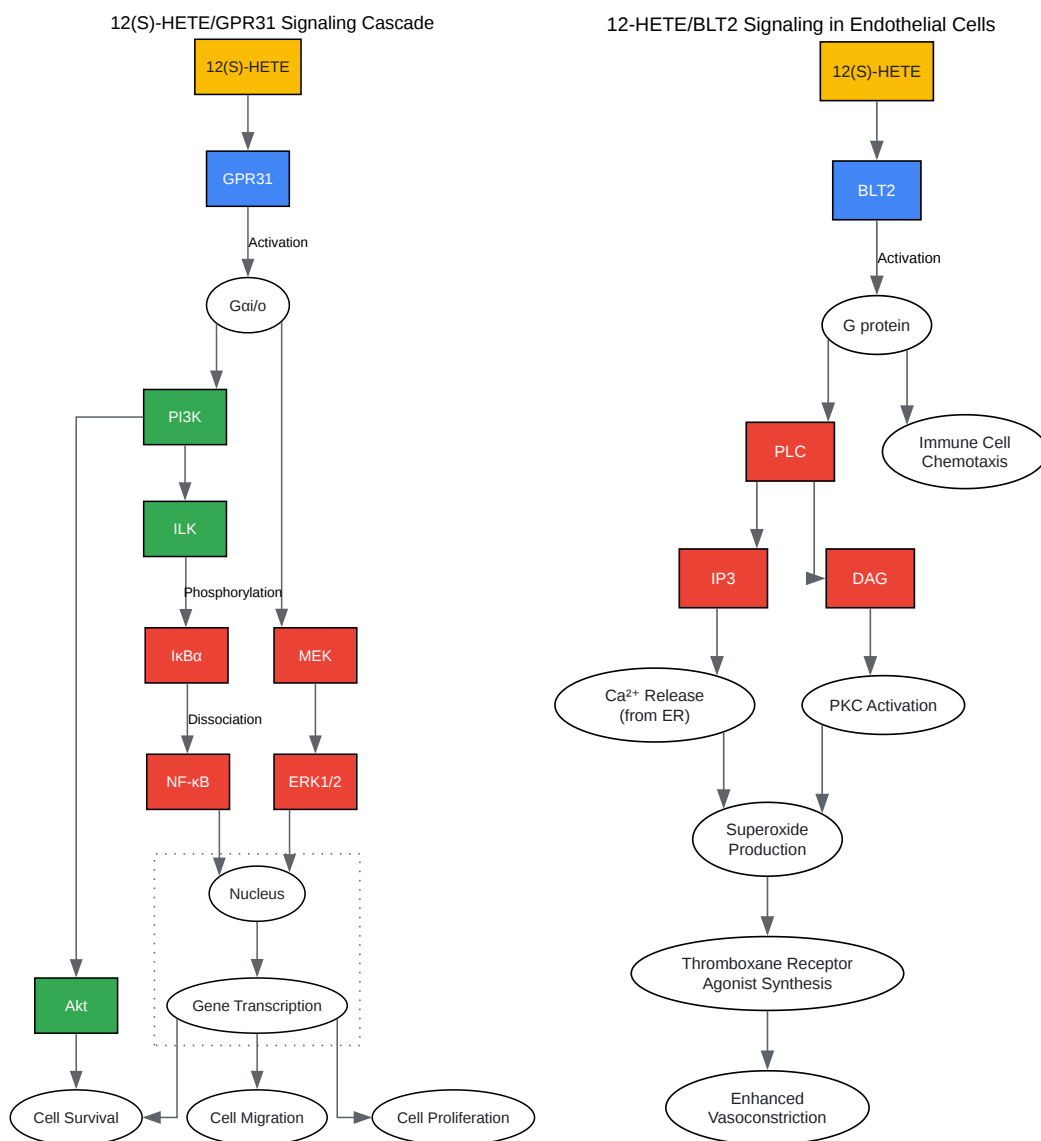 12(S)-HETE/GPR31 Signaling Cascade
12(S)-HETE
GPR31
Activation
Gαi/o
PI3K
ILK
Phosphorylation
IκBα
MEK
Dissociation
NF-κB
ERK1/2
Nucleus
Akt
Gene Transcription
Cell Survival
Cell Migration
Cell Proliferation
12-HETE/BLT2 Signaling in Endothelial Cells
12(S)-HETE
BLT2
Activation
G protein
PLC
Immune Cell
Chemotaxis
IP3
DAG
Ca²⁺ Release
(from ER)
PKC Activation
Superoxide
Production
Thromboxane Receptor
Agonist Synthesis
Enhanced
Vasoconstriction